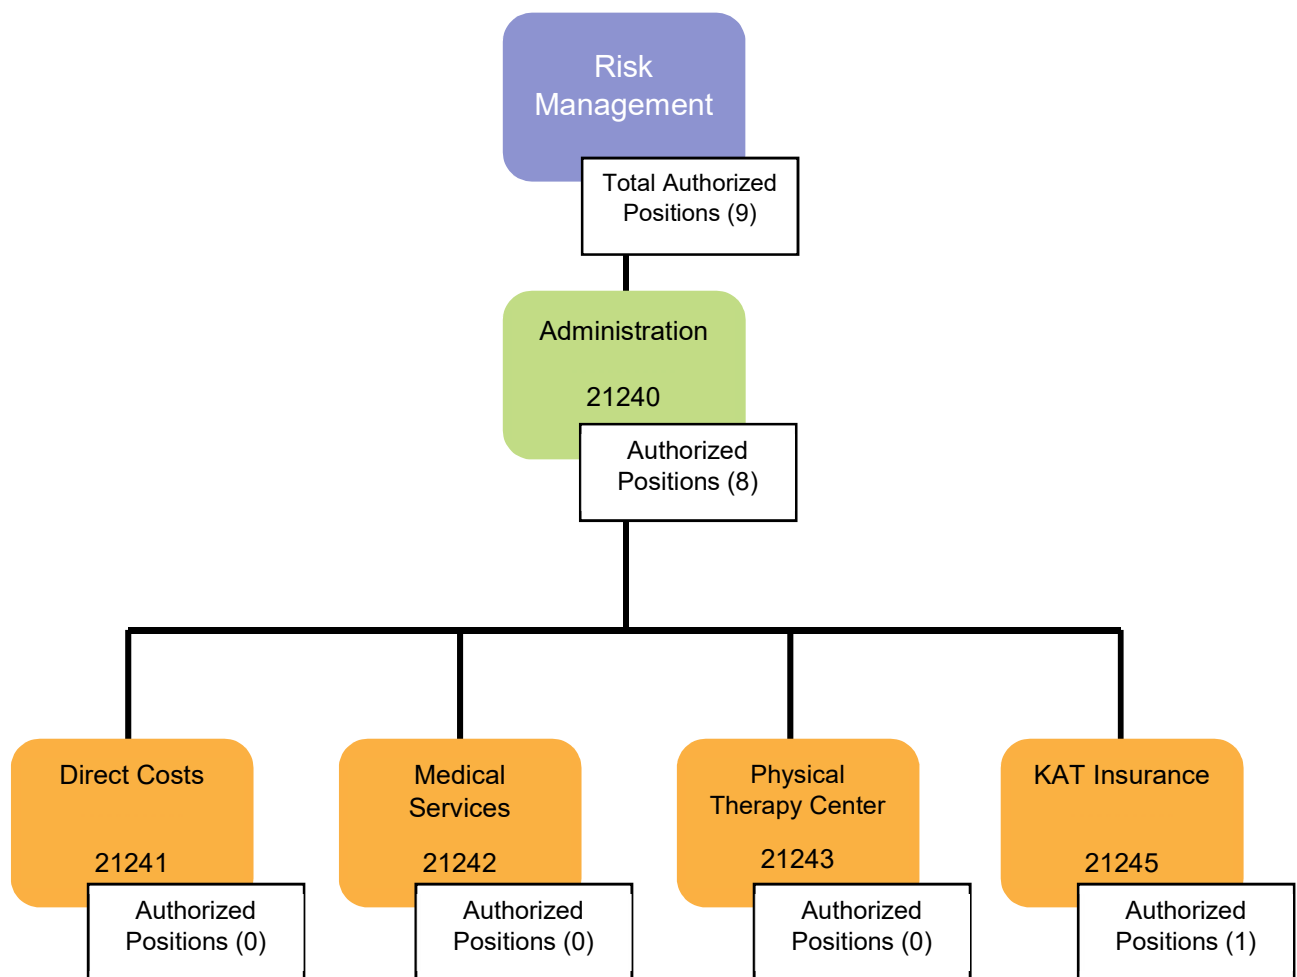 Risk
Management
Total Authorized
Positions (9)
Administration
21240
Authorized
Positions (8)
Direct Costs
21241
Authorized
Positions (0)
Medical
Services
21242
Authorized
Positions (0)
Physical
Therapy Center
21243
Authorized
Positions (0)
KAT Insurance
21245
Authorized
Positions (1)